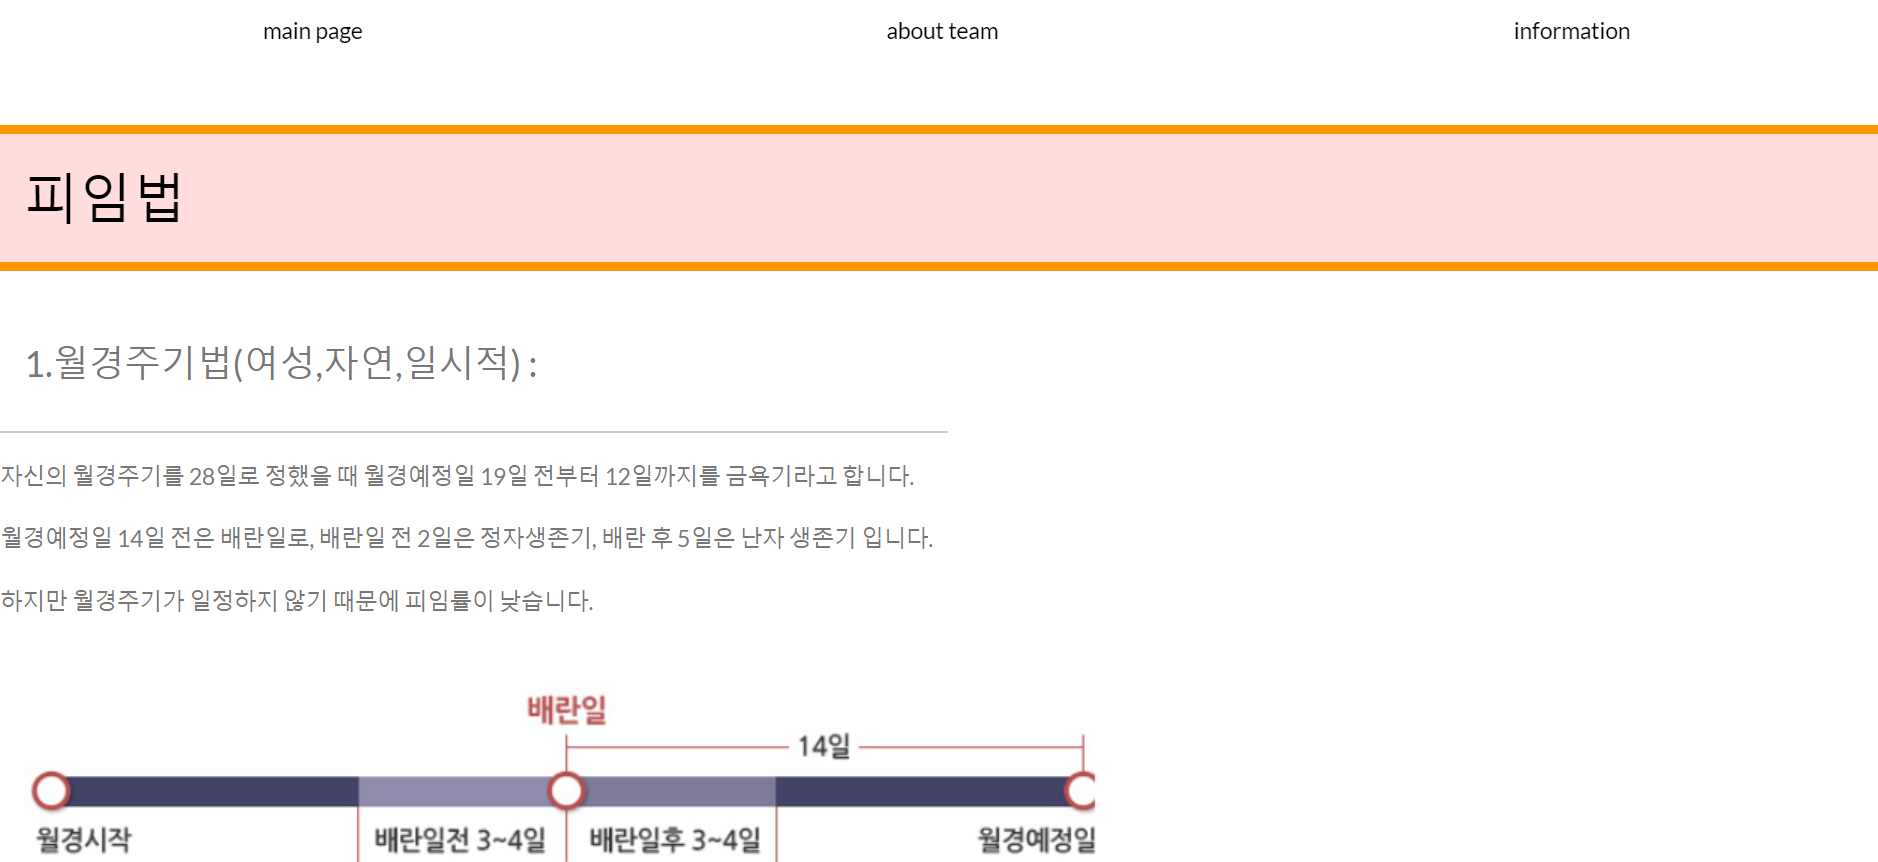 main page about team information
피임법
1.월경주기법(여성,자연,일시적) :
자신의 월경주기를 28일로 정했을 때 월경예정일 19일 전부터 12일까지를 금욕기라고 합니다.
월경예정일 14일 전은 배란일로, 배란일 전 2일은 정자생존기, 배란 후 5일은 난자 생존기 입니다.
하지만 월경주기가 일정하지 않기 때문에 피임률이 낮습니다.
배란일
14일
월경시작 배란일전 3~4일 배란일후 3~4일 월경예정일